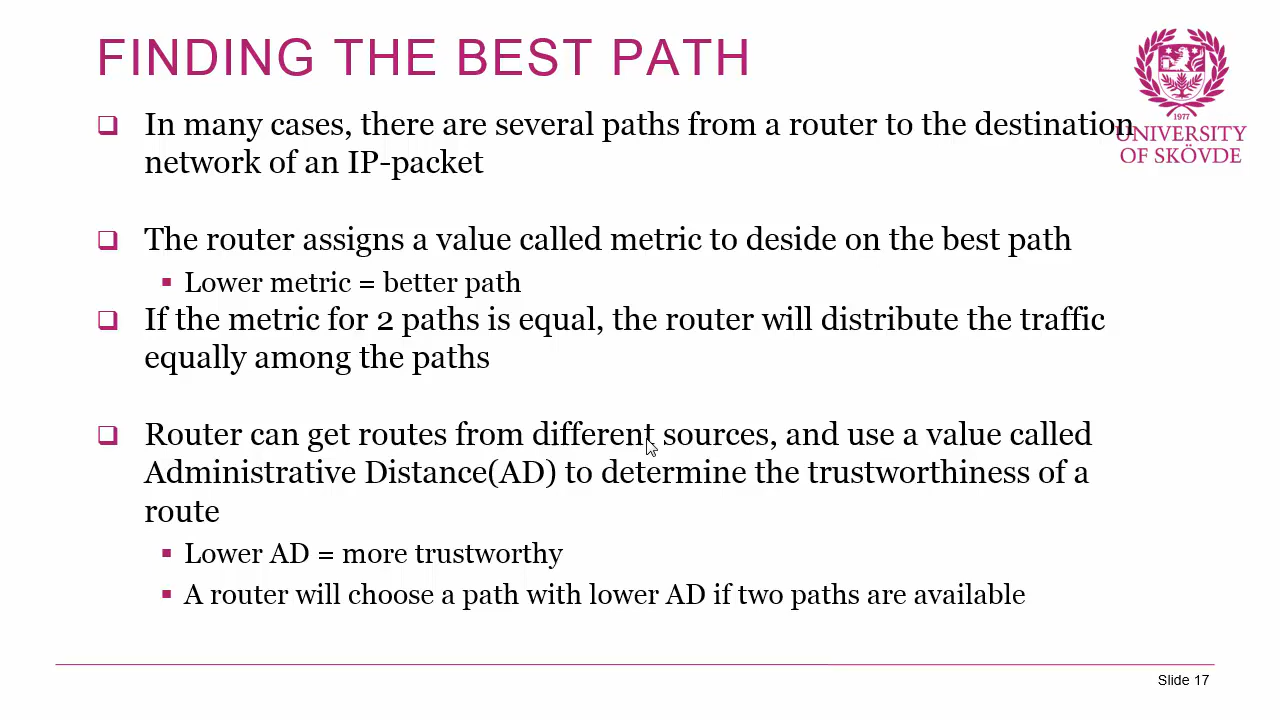 FINDING THE BEST PATH
In many cases, there are several paths from a router to the destination
network of an IP-packet
1977
UNIVERSITY
OF SKÖVDE
The router assigns a value called metric to deside on the best path
Lower metric = better path
If the metric for 2 paths is equal, the router will distribute the traffic
equally among the paths
Router can get routes from different sources, and use a value called
Administrative Distance(AD) to determine the trustworthiness of a
route
Lower AD = more trustworthy
A router will choose a path with lower AD if two paths are available
Slide 17